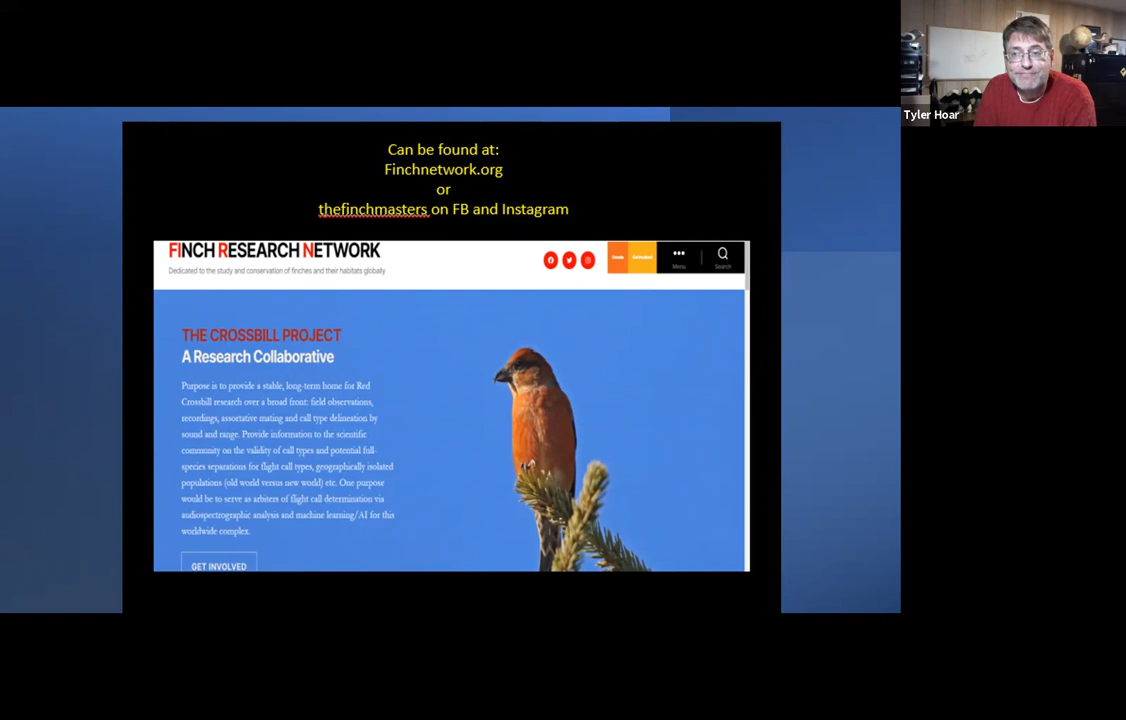 Can be found at:
Finchnetwork.org
or
thefinchmasters on FB and Instagram
FINCH RESEARCH NETWORK
Dedicated to the study and conservation of finches and their habitats globally
Menu
Search
THE CROSSBILL PROJECT
A Research Collaborative
Purpose is to provide a stable, long-term home for Red
Crossbill research over a broad front: field observations,
recordings, assortative mating and call type delineation by
sound and range. Provide information to the scientific
community on the validity of call types and potential full-
species separations for flight call types, geographically isolated
populations (old world versus new world) etc. One purpose
would be to serve as arbiters of flight call determination via
audiospectrographic analysis and machine learning/AI for this
worldwide complex.
GET INVOLVED
Tyler Hoar